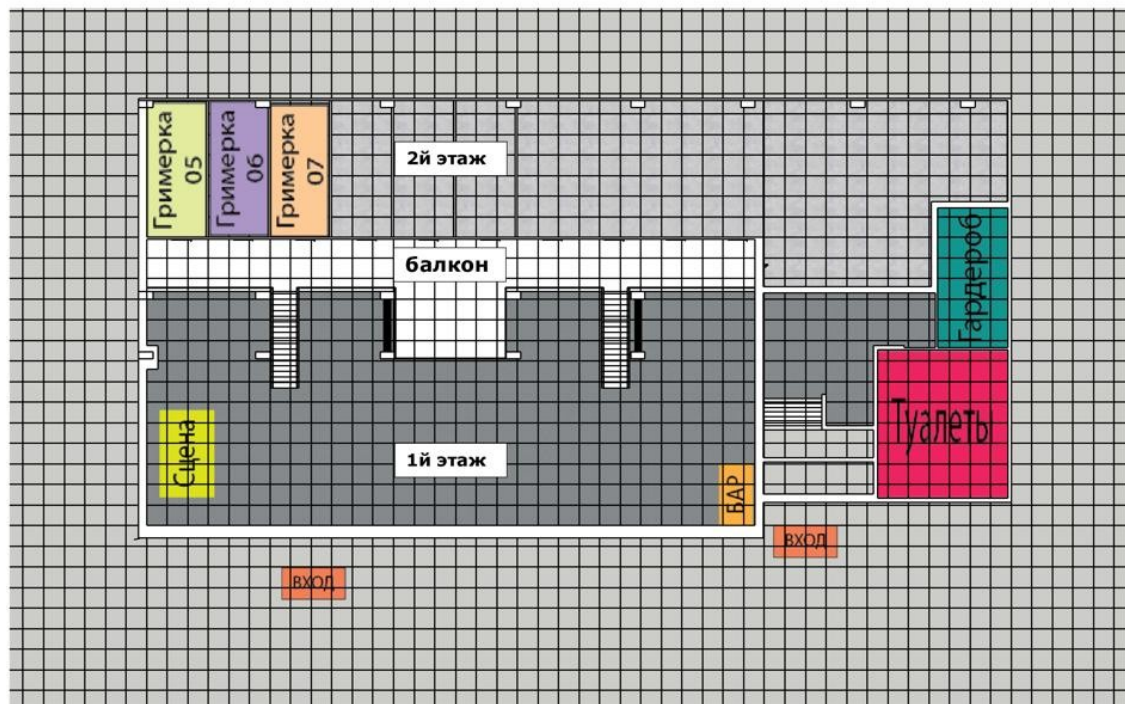 Гримерка
05
Гримерка
06
Гримерка
07
2й этаж
балкон
Гардероб
Туалеты
Сцена
1й этаж
БАР
ВХОД
ВХОД